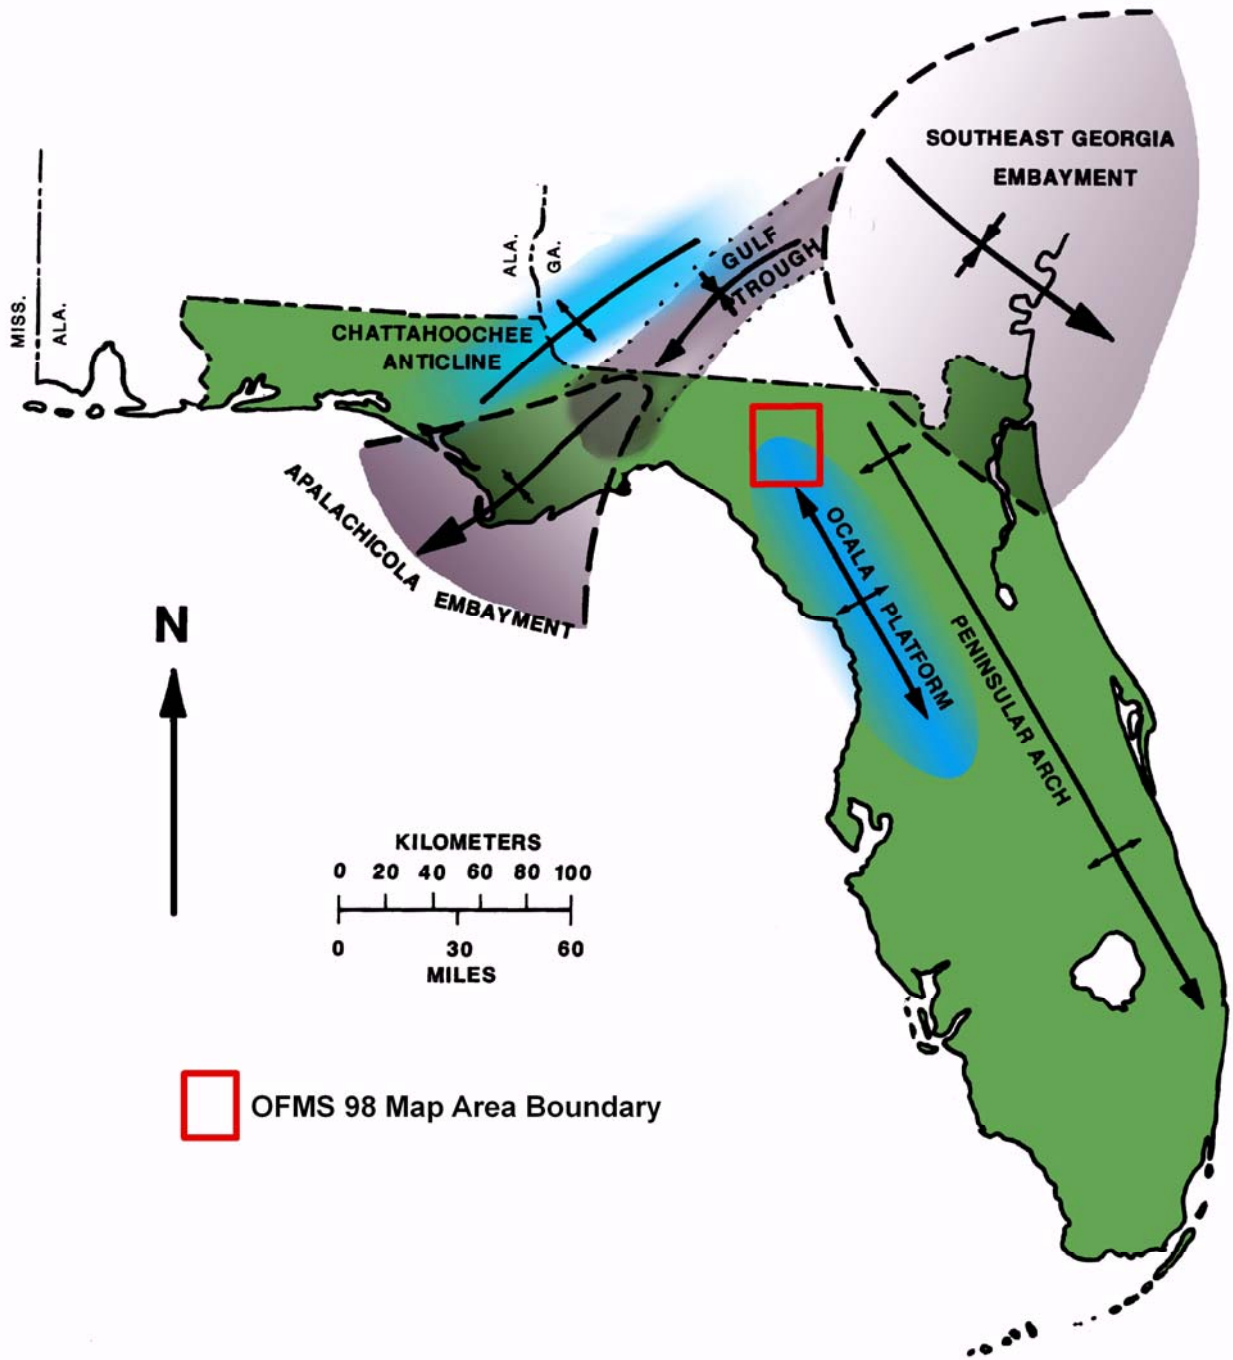 SOUTHEAST GEORGIA
EMBAYMENT
MISS.
ALA.
ALA.
GA.
GULF
TROUGH
CHATTAHOOCHEE
ANTICLINE
APALACHICOLA EMBAYMENT
OCALA PLATFORM
PENINSULAR ARCH
N
KILOMETERS
0 20 40 60 80 100
0 30 60
MILES
OFMS 98 Map Area Boundary